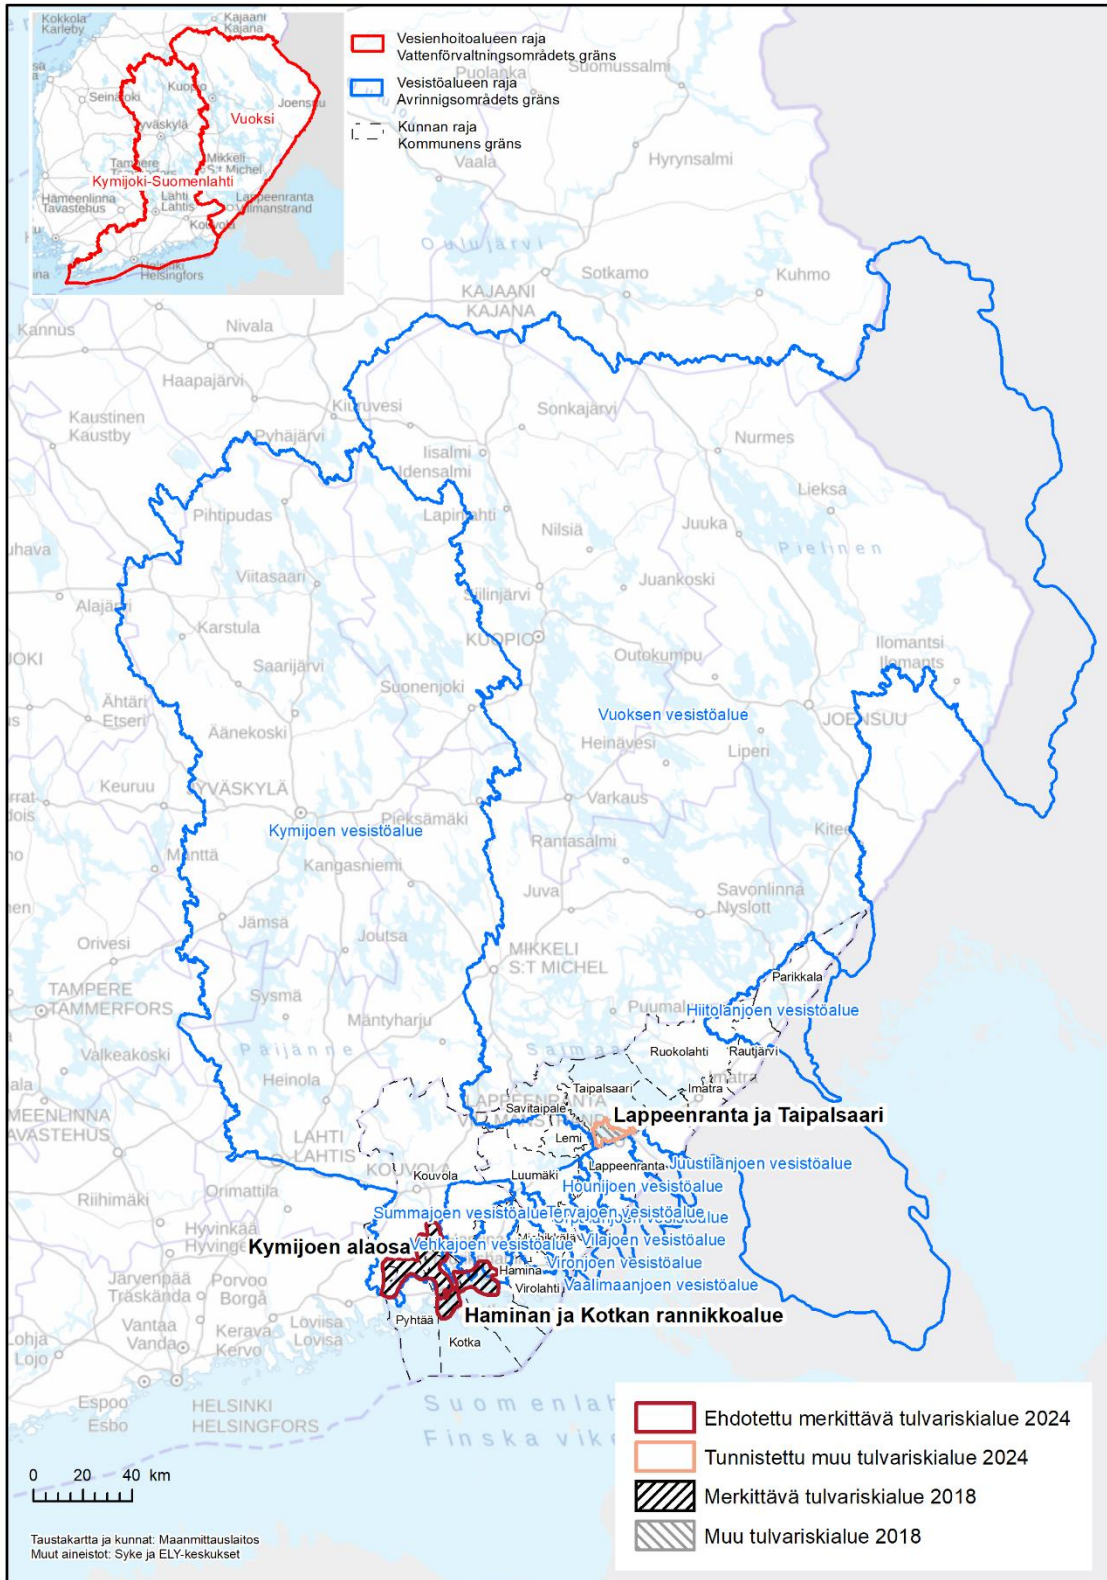 Kokkola
Karleby
Kajaani
Kajana
Seinäjoki
Kuopio
Joensuu
Vuoksi
Tampere
Mikkeli
S:t Michel
Kymijoki-Suomenlahti
Hämeenlinna
Tavastehus
Lahti
Lahtis
Lappeenranta
Kouvola
Helsinki
Helsingfors
Vesienhoitoalueen raja
Vattenförvaltningsområdets gräns
Vesistöalueen raja
Avrinnigsområdets gräns
Kunnan raja
Kommunens gräns
Puolanka
Suomussalmi
Vaala
Hyrynsalmi
Oulujärvi
Sotkamo
Kuhmo
KAJAANI
KAJANA
Kannus
Nivala
Haapajärvi
Kaustinen
Kaustby
Kiuruvesi
Sonkajärvi
Pyhäjärvi
Iisalmi
Idensalmi
Nurmes
Lieksa
Pihtipudas
Lapinlahti
Nilsiä
Juuka
Pielinen
Viitasaari
Juankoski
Siilinjärvi
Alajärvi
Karstula
KUOPIO
Ilomantsi
Ilomants
Outokumpu
Saarijärvi
Suonenjoki
Ähtäri
Etseri
Vuoksen vesistöalue
JOENSUU
Äänekoski
Heinävesi
Liperi
Keuruu
JYVÄSKYLÄ
Varkaus
Pieksämäki
Kymijoen vesistöalue
Kitee
Rantasalmi
Mänttä
Kangasniemi
Juva
Savonlinna
Nyslott
Jämsä
Joutsa
Orivesi
MIKKELI
S:T MICHEL
Parikkala
TAMPERE
TAMMERFORS
Sysmä
Hiitolanjoen vesistöalue
Mäntyharju
Valkeakoski
Päijänne
Ruokolahti
Rautjärvi
Heinola
Taipalsaari
Imatra
Imatra
Savitaipale
Lappeenranta ja Taipalsaari
Lemi
LAHTI
LAHTIS
KOUVOLA
Kouvola
Luumäki
Lappeenranta
Juustilanjoen vesistöalue
Hounijoen vesistöalue
Riihimäki
Orimattila
Summajoen vesistöalue
Tervajoen vesistöalue
Hyvinkää
Kymijoen alaosa
Vehkajoen vesistöalue
Miehikkälä
Vilajoen vesistöalue
Vironjoen vesistöalue
Hamina
Virolahti
Vaalimaanjoen vesistöalue
Järvenpää
Träskända
Porvoo
Borgå
Haminan ja Kotkan rannikkoalue
Pyhtää
Kotka
Vantaa
Vanda
Kerava
Kervo
Loviisa
Lovisa
Lohja
Lojo
Espoo
Esbo
HELSINKI
HELSINGFORS
Ehdotettu merkittävä tulvariskialue 2024
Tunnistettu muu tulvariskialue 2024
Merkittävä tulvariskialue 2018
Muu tulvariskialue 2018
0 20 40 km
Taustakartta ja kunnat: Maanmittauslaitos
Muut aineistot: Syke ja ELY-keskukset